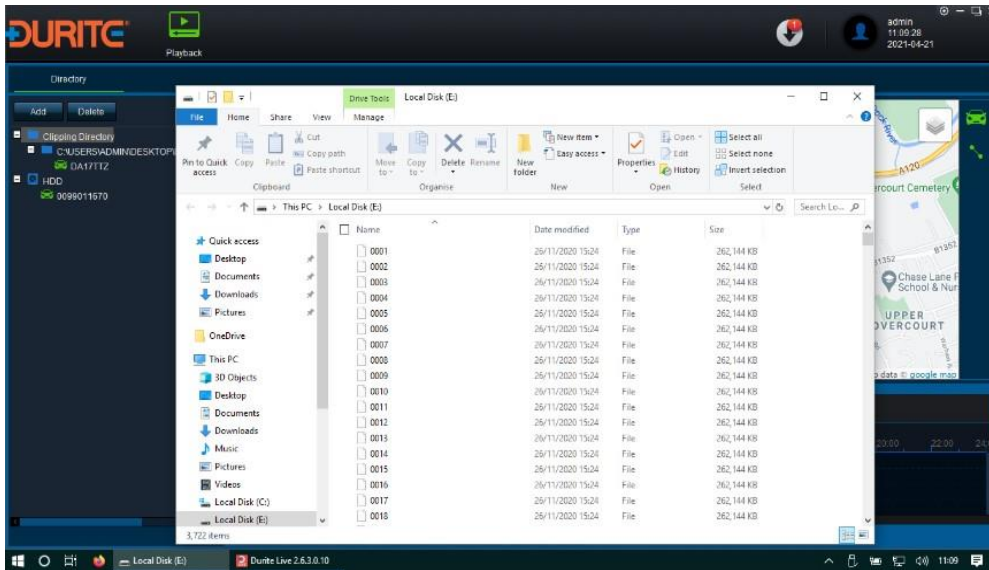 DURITE
Playback
admin
11:09:28
2021-04-21
Directory
Add Delete
Clipping Directory
C:\USERS\ADMIN\DESKTOP\
DA17TTZ
HDD
0099011670
Drive Tools Local Disk (E:)
File Home Share View Manage
Pin to Quick access
Copy
Paste
Cut
Copy path
Paste shortcut
Clipboard
Move to
Copy to
Delete
Rename
Organise
New folder
New item
Easy access
New
Properties
Open
Edit
History
Open
Select all
Select none
Invert selection
Select
This PC > Local Disk (E:)
Search Lo...
Quick access
Desktop
Documents
Downloads
Pictures
OneDrive
This PC
3D Objects
Desktop
Documents
Downloads
Music
Pictures
Videos
Local Disk (C:)
Local Disk (E:)
Name Date modified Type Size
0001 26/11/2020 15:24 File 262,144 KB
0002 26/11/2020 15:24 File 262,144 KB
0003 26/11/2020 15:24 File 262,144 KB
0004 26/11/2020 15:24 File 262,144 KB
0005 26/11/2020 15:24 File 262,144 KB
0006 26/11/2020 15:24 File 262,144 KB
0007 26/11/2020 15:24 File 262,144 KB
0008 26/11/2020 15:24 File 262,144 KB
0009 26/11/2020 15:24 File 262,144 KB
0010 26/11/2020 15:24 File 262,144 KB
0011 26/11/2020 15:24 File 262,144 KB
0012 26/11/2020 15:24 File 262,144 KB
0013 26/11/2020 15:24 File 262,144 KB
0014 26/11/2020 15:24 File 262,144 KB
0015 26/11/2020 15:24 File 262,144 KB
0016 26/11/2020 15:24 File 262,144 KB
0017 26/11/2020 15:24 File 262,144 KB
0018 26/11/2020 15:24 File 262,144 KB
3,722 items
A120
ercourt Cemetery
B1352
B1352
Chase Lane P
School & Nur
UPPER
DVERCOURT
data © google map
20:00 22:00 24:
Local Disk (E:)
Durite Live 2.6.3.0.10
11:09